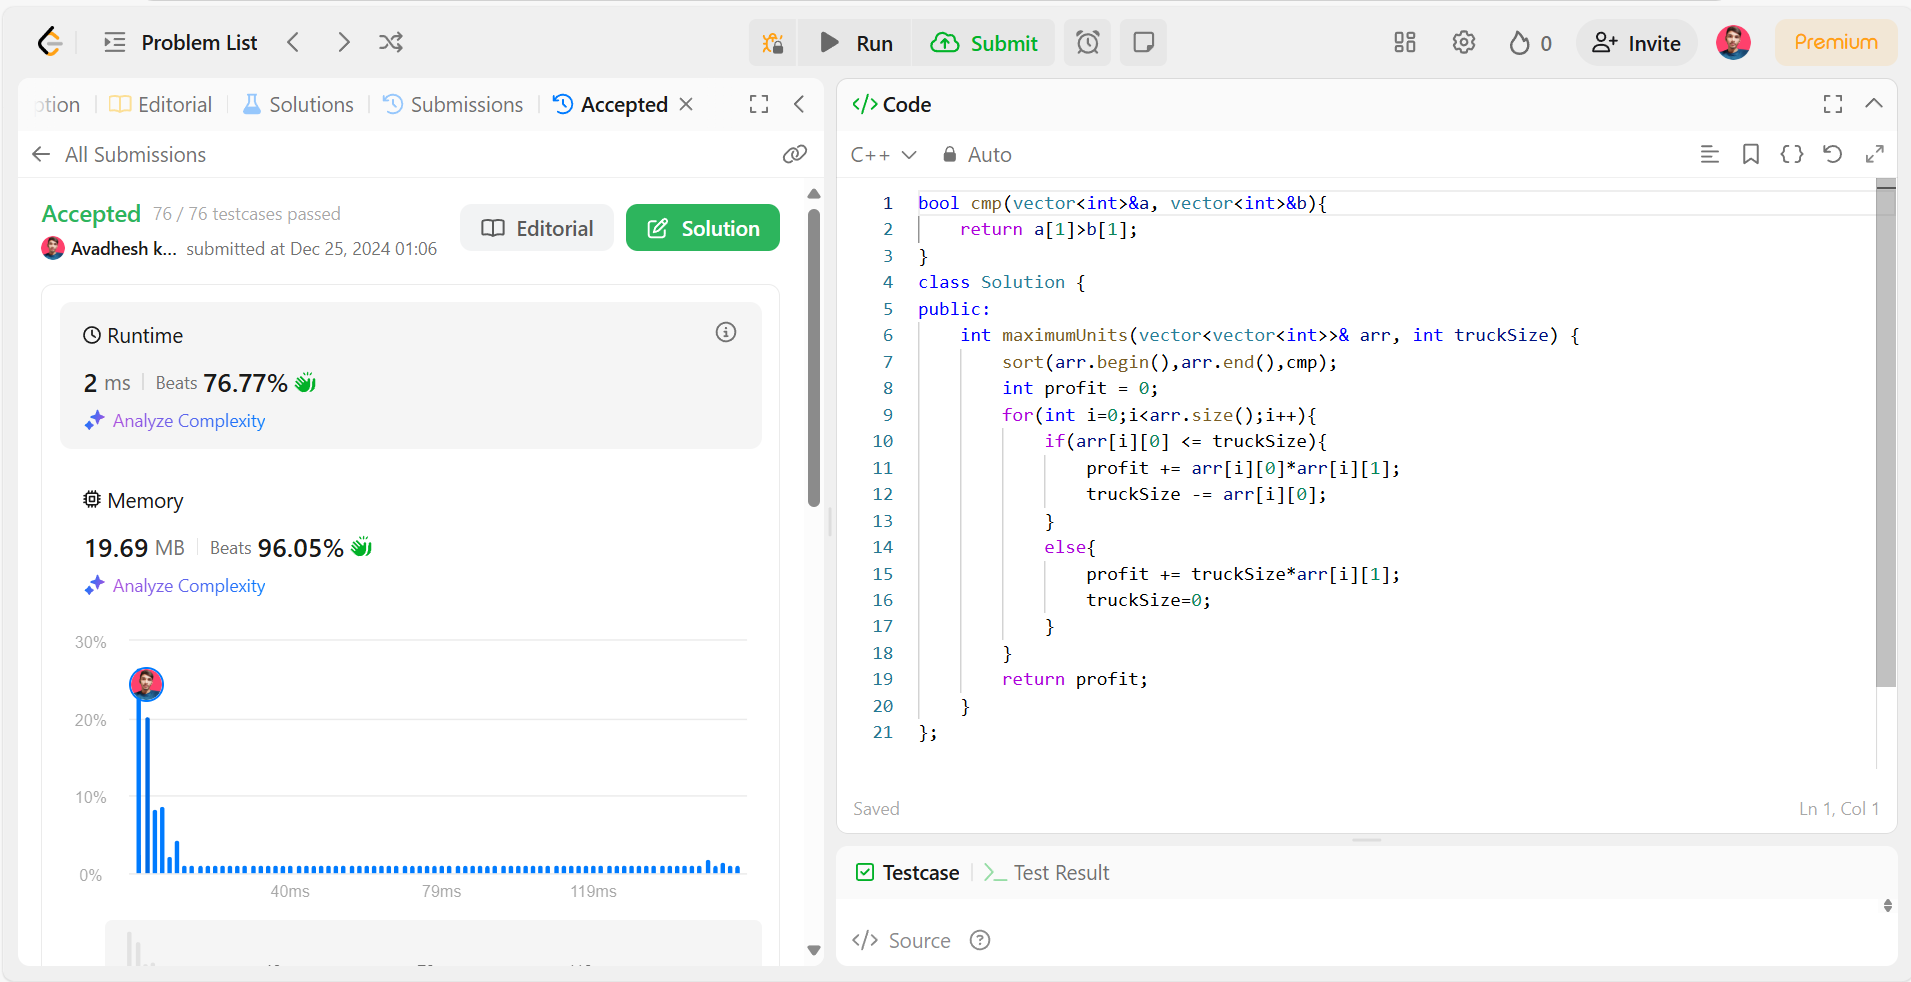 Problem List
Run
Submit
0
Invite
Premium
ption
Editorial
Solutions
Submissions
Accepted
All Submissions
Accepted 76 / 76 testcases passed
Avadhesh k... submitted at Dec 25, 2024 01:06
Editorial
Solution
Runtime
2 ms Beats 76.77%
Analyze Complexity
Memory
19.69 MB Beats 96.05%
Analyze Complexity
30%
20%
10%
0%
40ms 79ms 119ms
</> Code
C++ Auto
1 bool cmp(vector<int>&a, vector<int>&b){
2     return a[1]>b[1];
3 }
4 class Solution {
5 public:
6     int maximumUnits(vector<vector<int>>& arr, int truckSize) {
7         sort(arr.begin(),arr.end(),cmp);
8         int profit = 0;
9         for(int i=0;i<arr.size();i++){
10             if(arr[i][0] <= truckSize){
11                 profit += arr[i][0]*arr[i][1];
12                 truckSize -= arr[i][0];
13             }
14             else{
15                 profit += truckSize*arr[i][1];
16                 truckSize=0;
17             }
18         }
19         return profit;
20     }
21 };
Saved
Ln 1, Col 1
Testcase
Test Result
</> Source